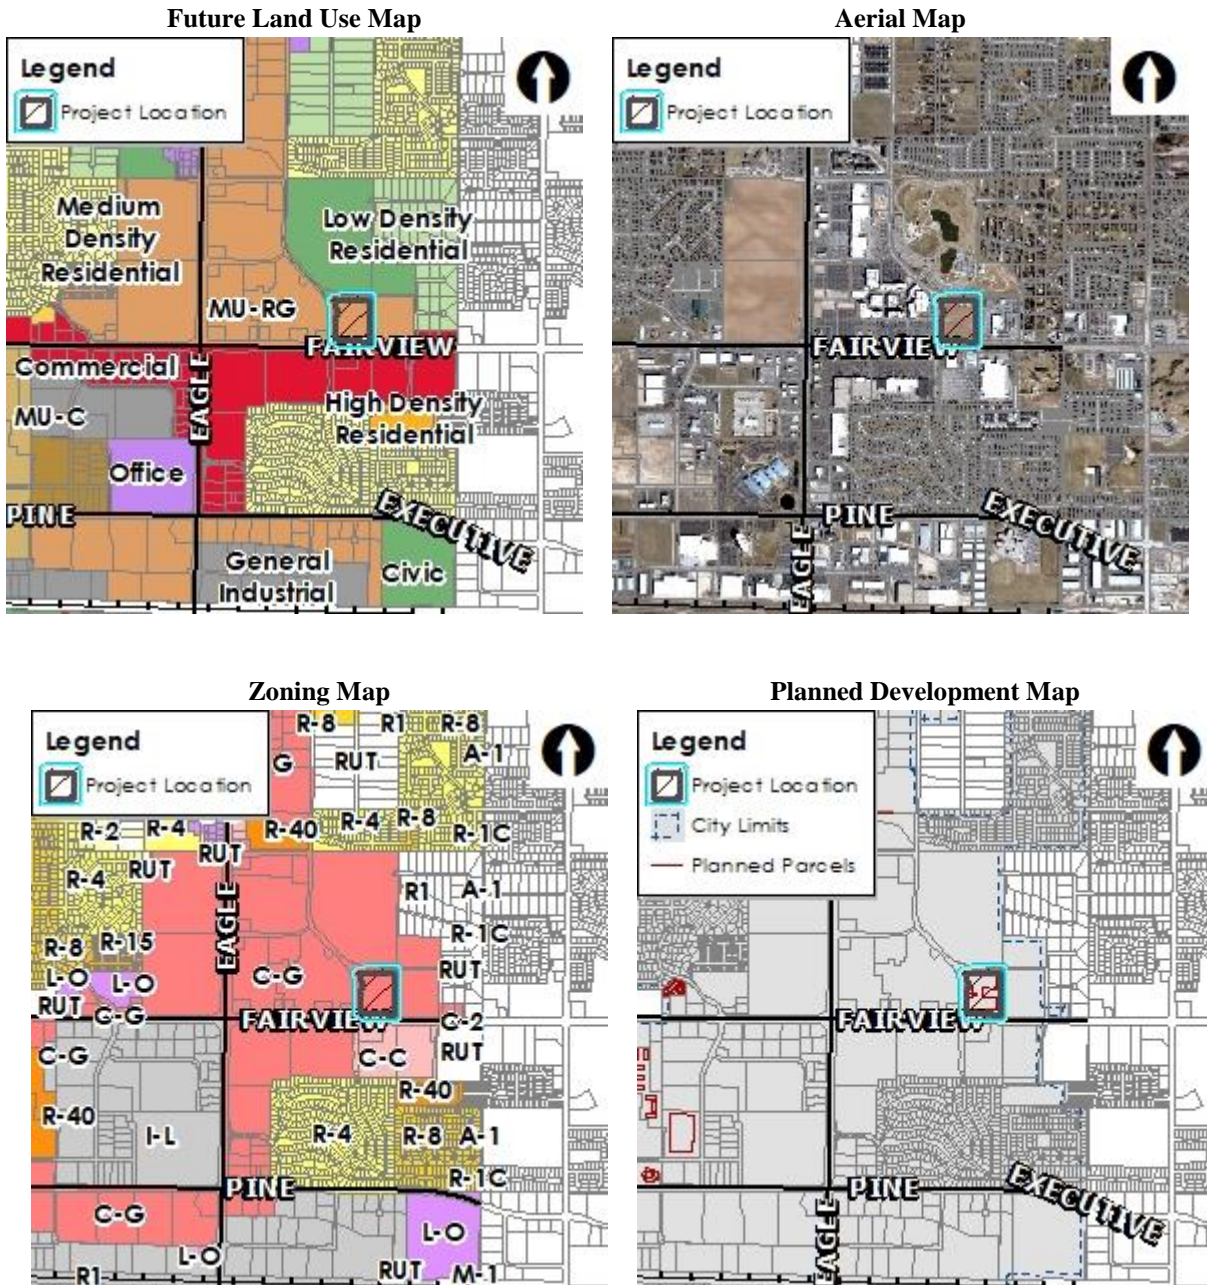 Future Land Use Map
Legend
Project Location
Medium
Density
Residential
Low Density
Residential
MU-RG
FAIRVIEW
Commercial
EAGLE
MU-C
High Density
Residential
Office
PINE
EXECUTIVE
General
Industrial
Civic
Aerial Map
Legend
Project Location
FAIRVIEW
PINE
EXECUTIVE
EAGLE
Zoning Map
Legend
Project Location
R-8
R1
R-8
G
RUT
A-1
R-2
R-4
R-40
R-4
R-8
R-1C
RUT
R-4
RUT
EAGLE
R1
A-1
R-8
R-15
R-1C
L-O
L-O
C-G
RUT
RUT
C-G
FAIRVIEW
C-2
C-G
C-C
RUT
R-40
R-40
I-L
R-4
R-8
A-1
R-1C
PINE
C-G
L-O
L-O
R1
RUT
M-1
Planned Development Map
Legend
Project Location
City Limits
Planned Parcels
FAIRVIEW
PINE
EXECUTIVE
EAGLE